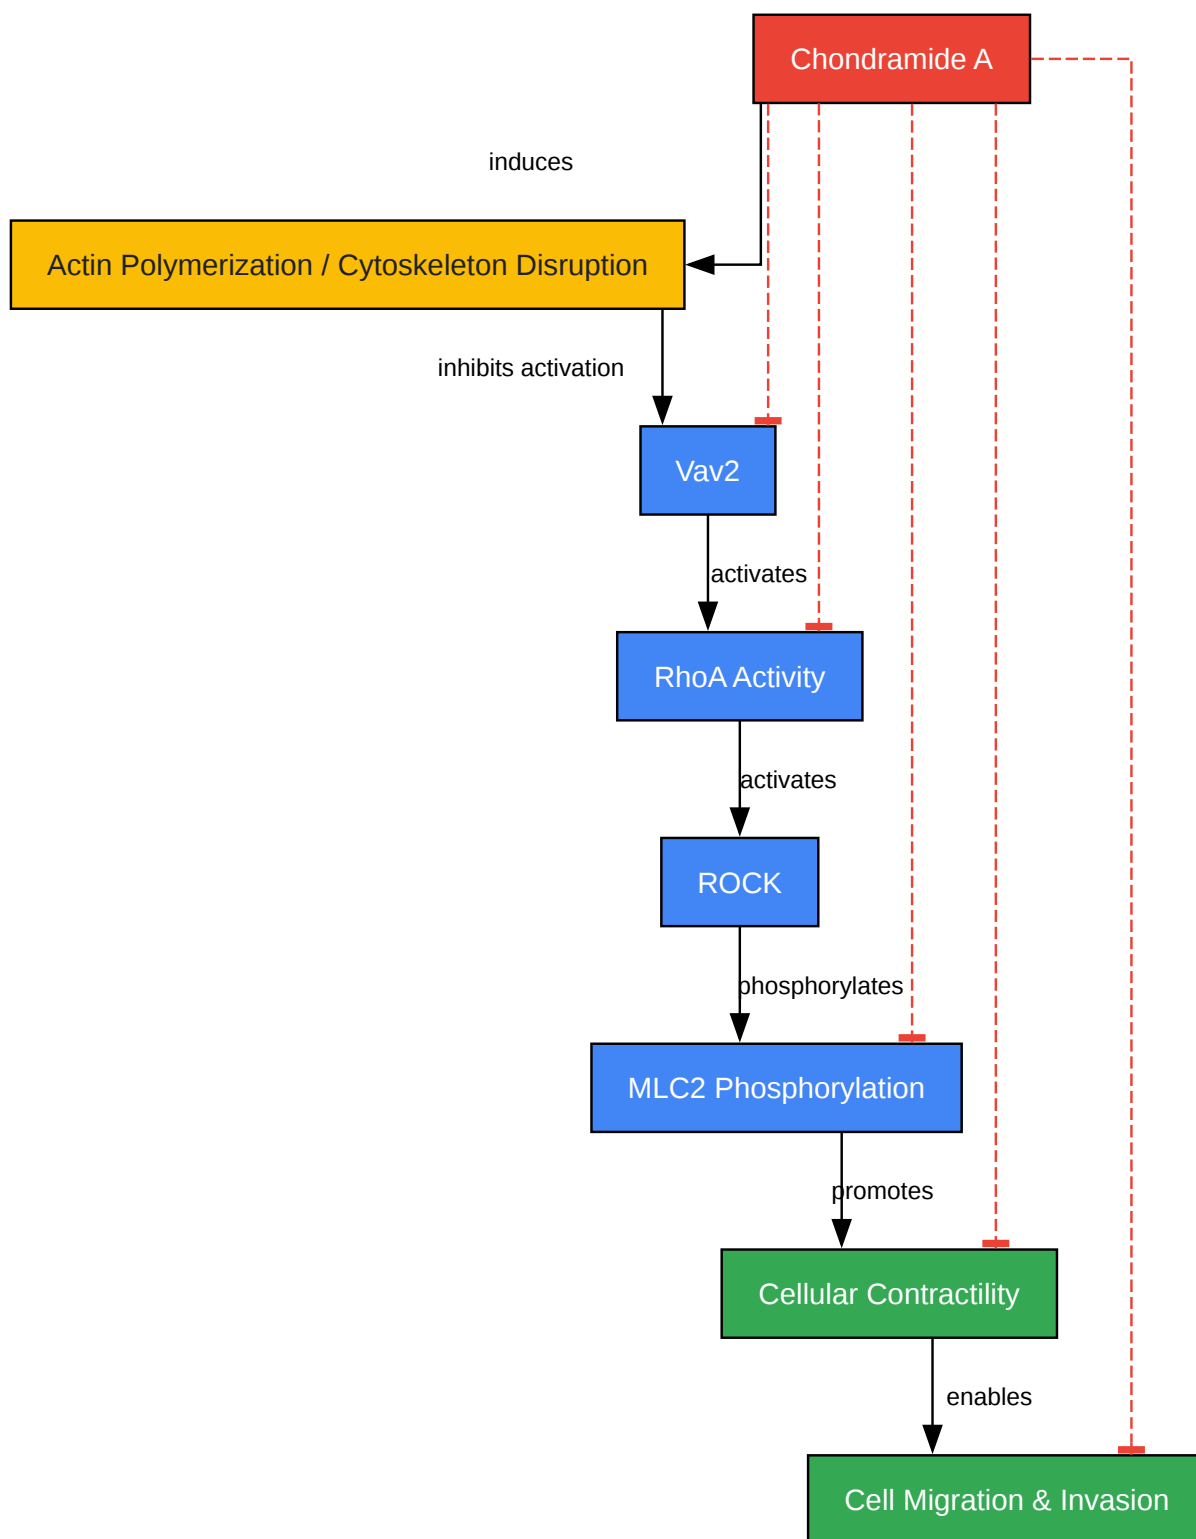 Chondramide A
induces
Actin Polymerization / Cytoskeleton Disruption
inhibits activation
Vav2
activates
RhoA Activity
activates
ROCK
phosphorylates
MLC2 Phosphorylation
promotes
Cellular Contractility
enables
Cell Migration & Invasion